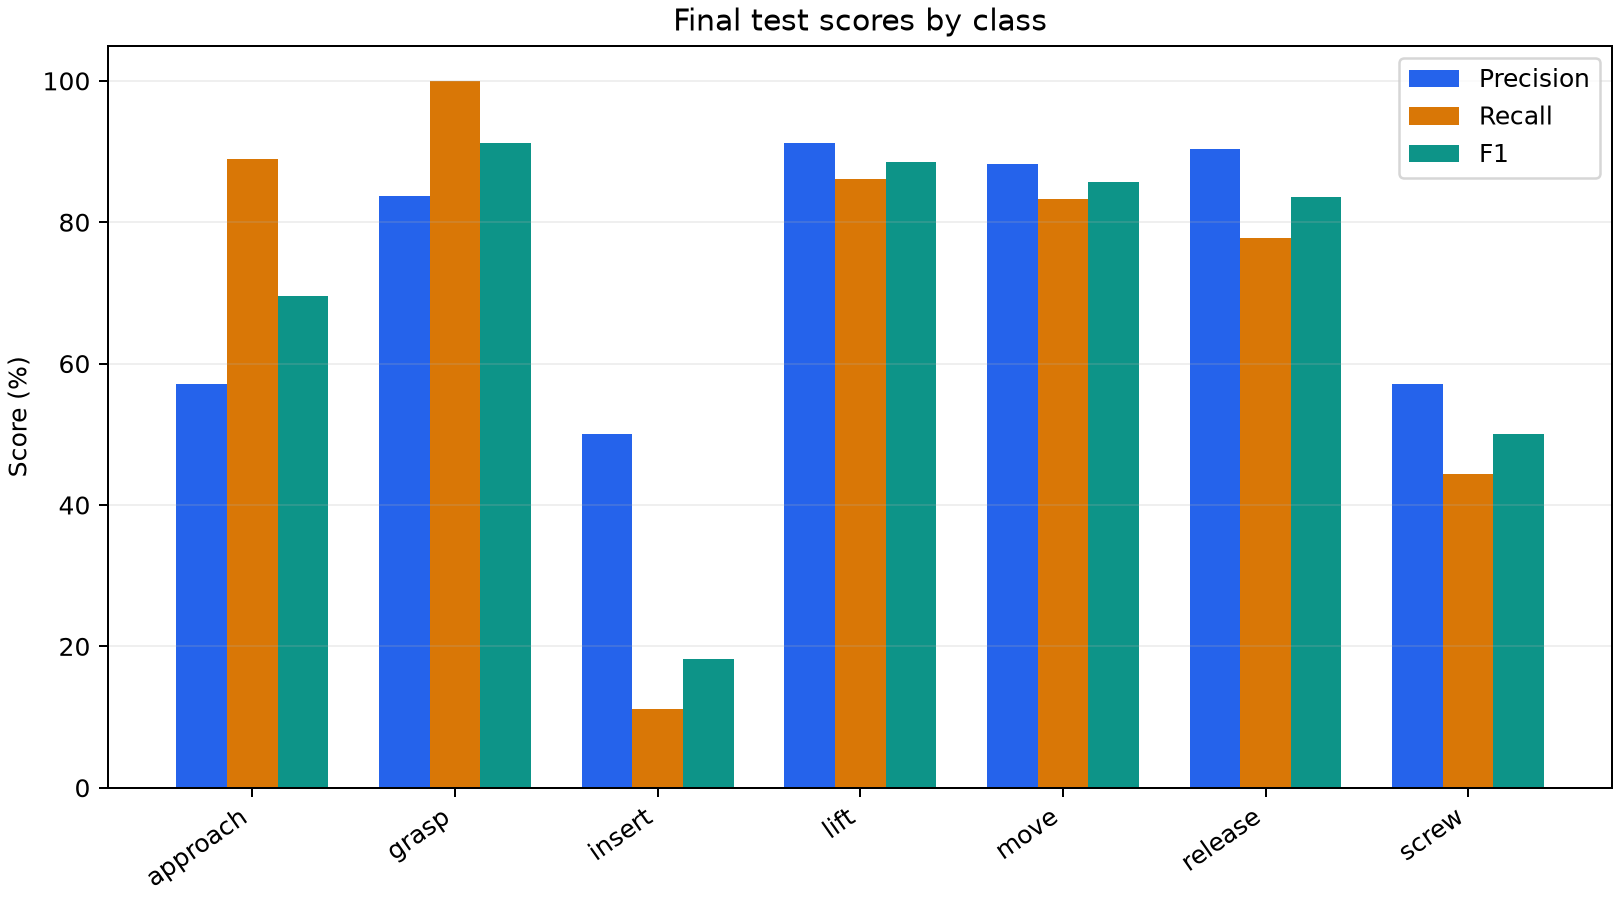 Final test scores by class
Precision
Recall
F1
Score (%)
100
80
60
40
20
0
approach
grasp
insert
lift
move
release
screw